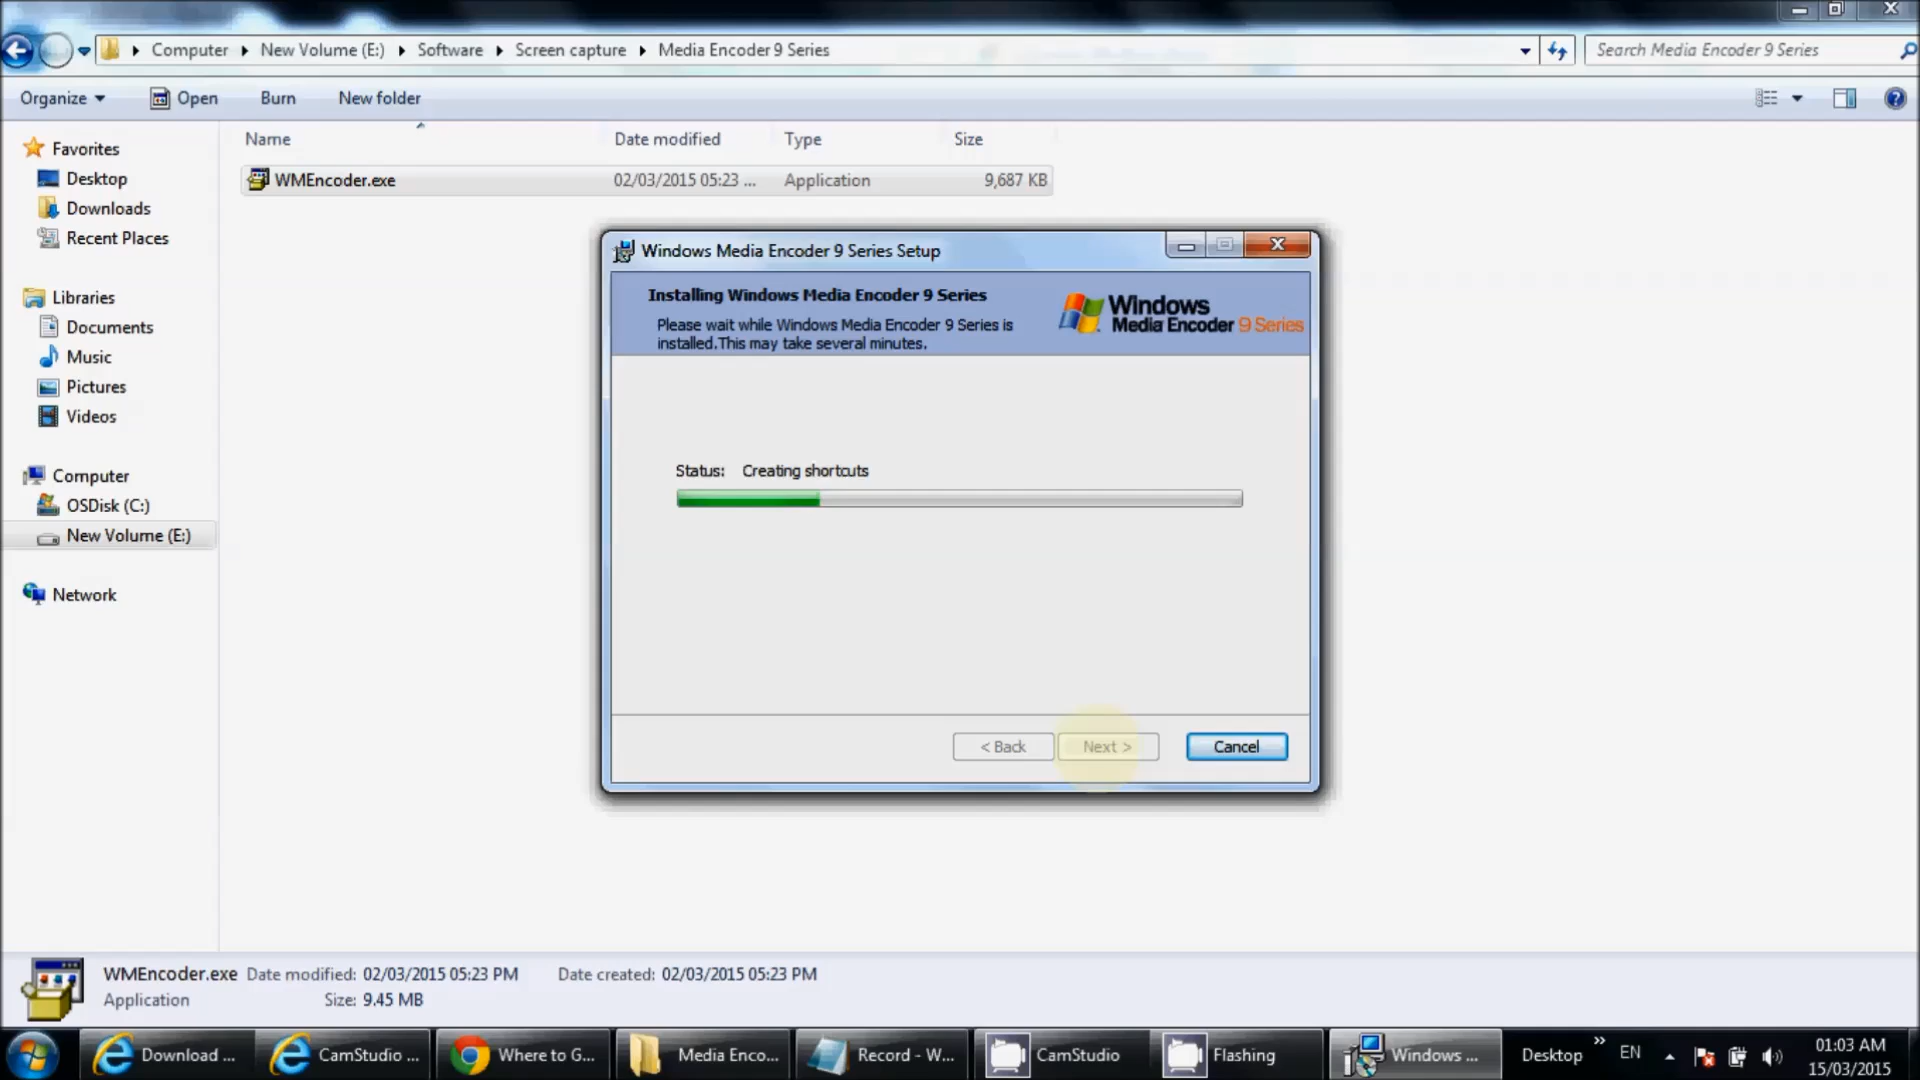 Computer New Volume (E:) Software Screen capture Media Encoder 9 Series
Search Media Encoder 9 Series
Organize Open Burn New folder
Name Date modified Type Size
WMEncoder.exe 02/03/2015 05:23 ... Application 9,687 KB
Favorites
Desktop
Downloads
Recent Places
Libraries
Documents
Music
Pictures
Videos
Computer
OSDisk (C:)
New Volume (E:)
Network
Windows Media Encoder 9 Series Setup
Installing Windows Media Encoder 9 Series
Please wait while Windows Media Encoder 9 Series is
installed.This may take several minutes.
Windows
Media Encoder 9 Series
Status: Creating shortcuts
< Back Next > Cancel
WMEncoder.exe Date modified: 02/03/2015 05:23 PM Date created: 02/03/2015 05:23 PM
Application Size: 9.45 MB
Download ... CamStudio ... Where to G... Media Enco... Record - W... CamStudio Flashing Windows ... Desktop » EN
01:03 AM
15/03/2015